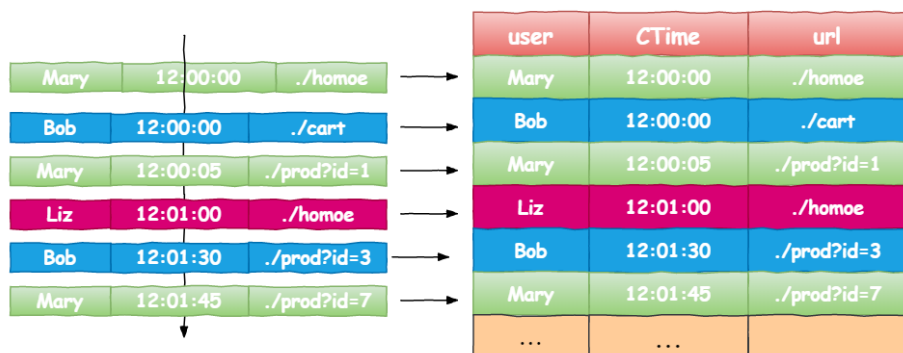 user CTime url
Mary 12:00:00 ./homoe Mary 12:00:00 ./homoe
Bob 12:00:00 ./cart Bob 12:00:00 ./cart
Mary 12:00:05 ./prod?id=1 Mary 12:00:05 ./prod?id=1
Liz 12:01:00 ./homoe Liz 12:01:00 ./homoe
Bob 12:01:30 ./prod?id=3 Bob 12:01:30 ./prod?id=3
Mary 12:01:45 ./prod?id=7 Mary 12:01:45 ./prod?id=7
... ...